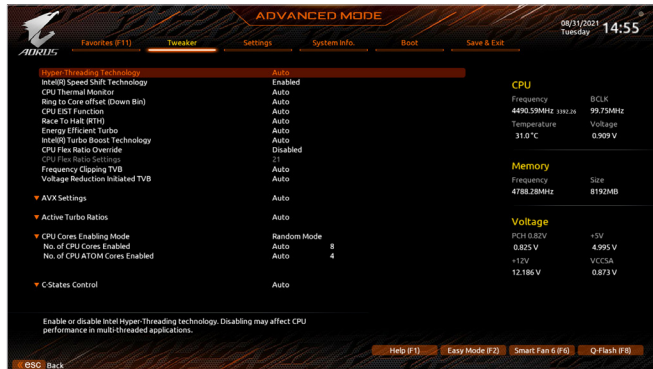 ADVANCED MODE
08/31/2021 Tuesday 14:55
AORUS
Favorites (F11) Tweaker Settings System Info. Boot Save & Exit
Hyper-Threading Technology Auto
Intel(R) Speed Shift Technology Enabled
CPU Thermal Monitor Auto
Ring to Core offset (Down Bin) Auto
CPU EIST Function Auto
Race To Halt (RTH) Auto
Energy Efficient Turbo Auto
Intel(R) Turbo Boost Technology Auto
CPU Flex Ratio Override Disabled
CPU Flex Ratio Settings 21
Frequency Clipping TVB Auto
Voltage Reduction Initiated TVB Auto
AVX Settings Auto
Active Turbo Ratios Auto
CPU Cores Enabling Mode Random Mode
No. of CPU Cores Enabled Auto 8
No. of CPU ATOM Cores Enabled Auto 4
C-States Control Auto
CPU
Frequency BCLK
4490.59MHz 3392.26 99.75MHz
Temperature Voltage
31.0 °C 0.909 V
Memory
Frequency Size
4788.28MHz 8192MB
Voltage
PCH 0.82V +5V
0.825 V 4.995 V
+12V VCCSA
12.186 V 0.873 V
Enable or disable Intel Hyper-Threading technology. Disabling may affect CPU
performance in multi-threaded applications.
Help (F1) Easy Mode (F2) Smart Fan 6 (F6) Q-Flash (F8)
esc Back